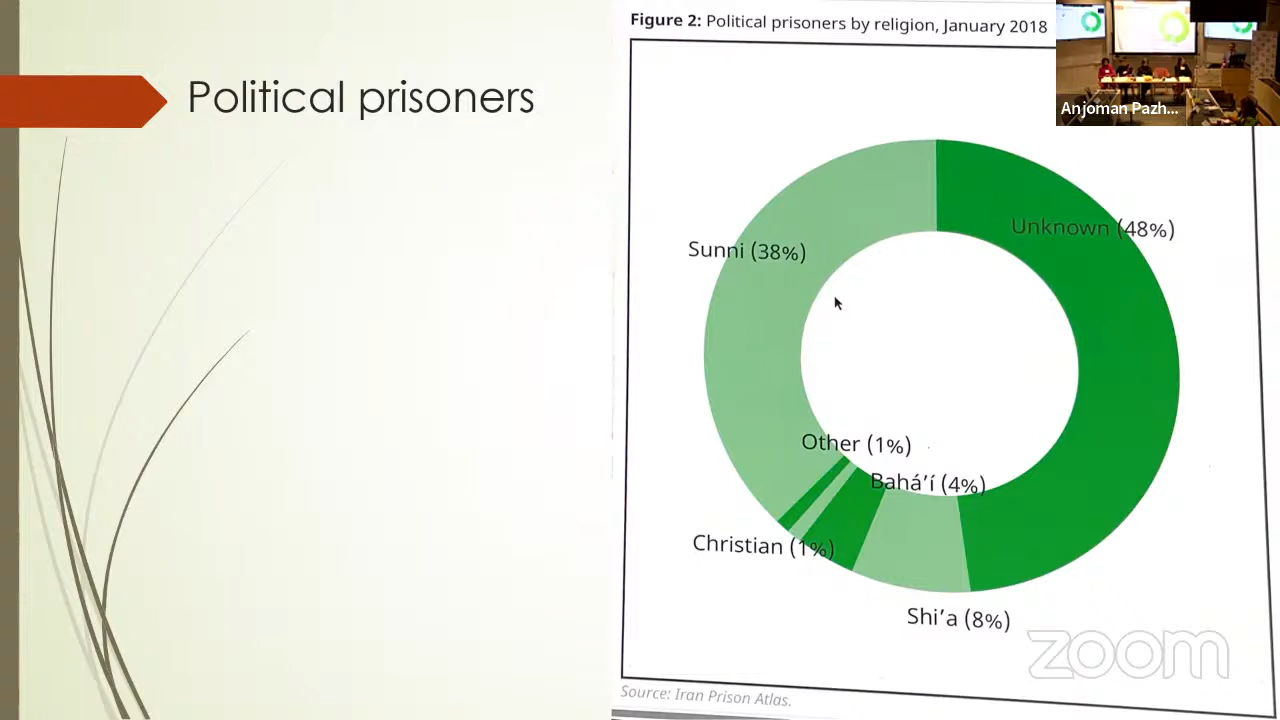 Figure 2: Political prisoners by religion, January 2018
Anjoman Pazh...
Political prisoners
Unknown (48%)
Sunni (38%)
Other (1%)
Bahá’í (4%)
Christian (1%)
Shi’a (8%)
zoom
Source: Iran Prison Atlas.